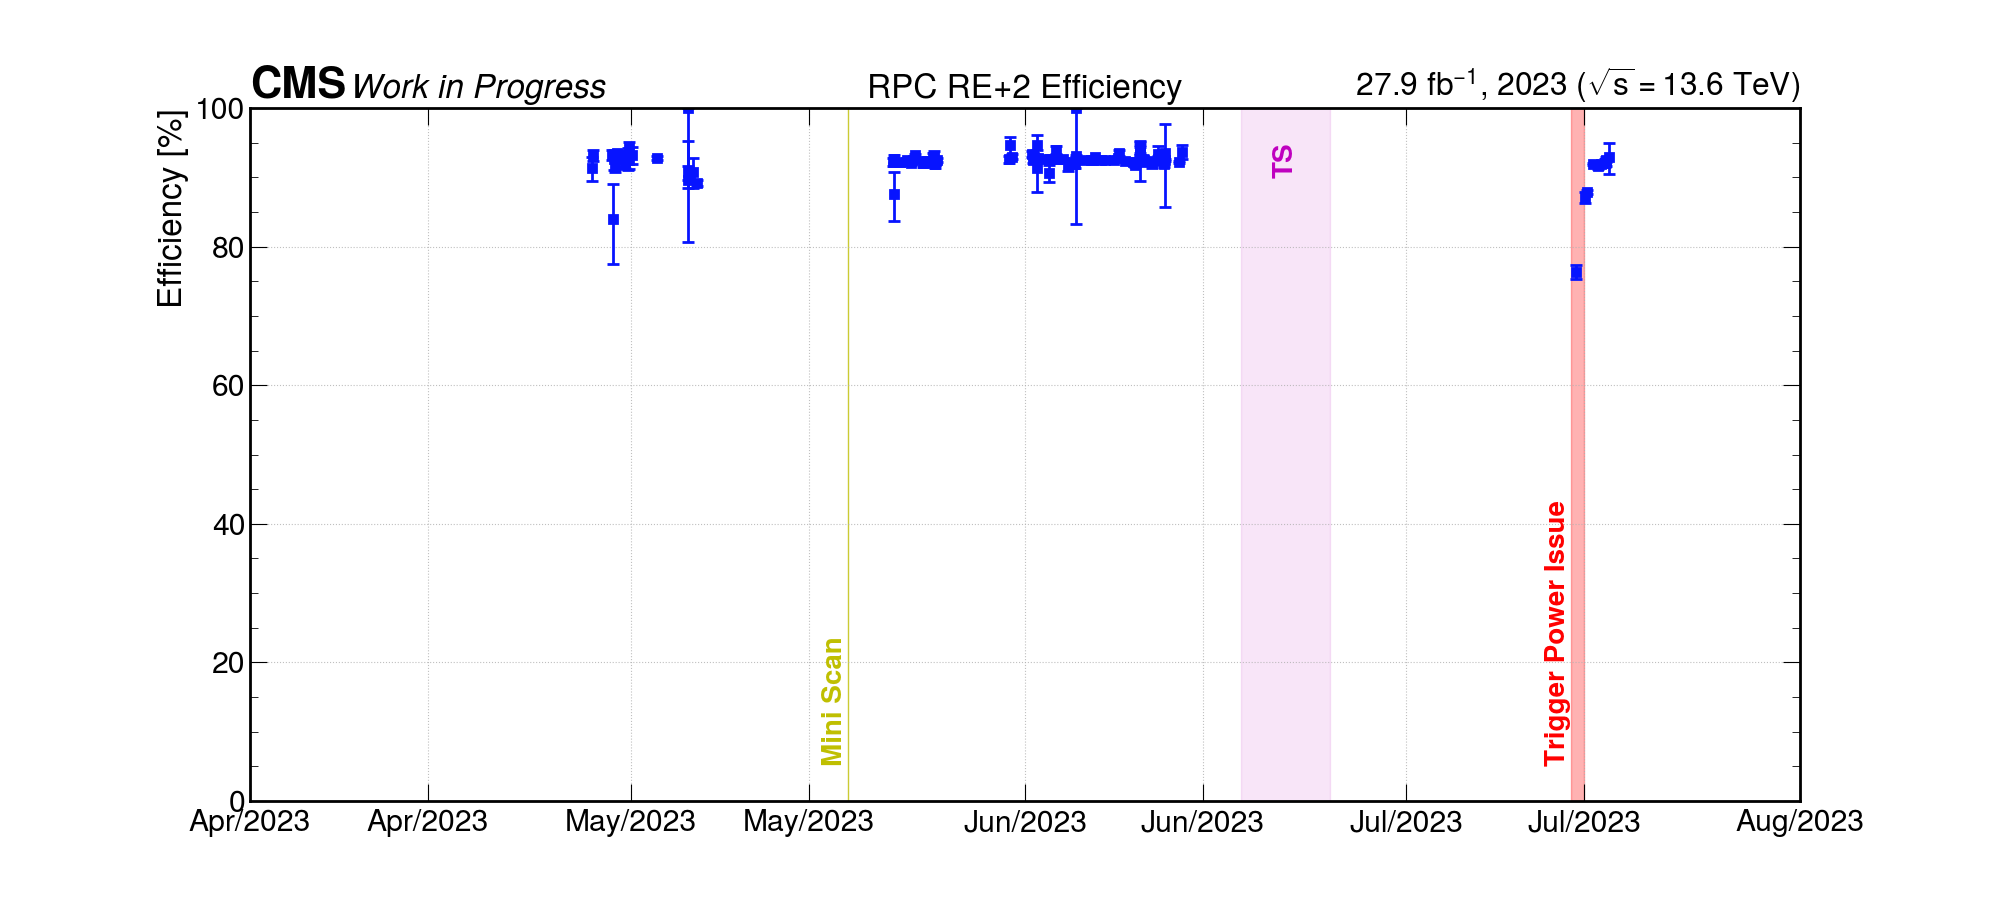 CMS Work in Progress RPC RE+2 Efficiency 27.9 fb⁻¹, 2023 (√s = 13.6 TeV)
Efficiency [%]
100
80
60
40
20
0
TS
Mini Scan
Trigger Power Issue
Apr/2023 Apr/2023 May/2023 May/2023 Jun/2023 Jun/2023 Jul/2023 Jul/2023 Aug/2023